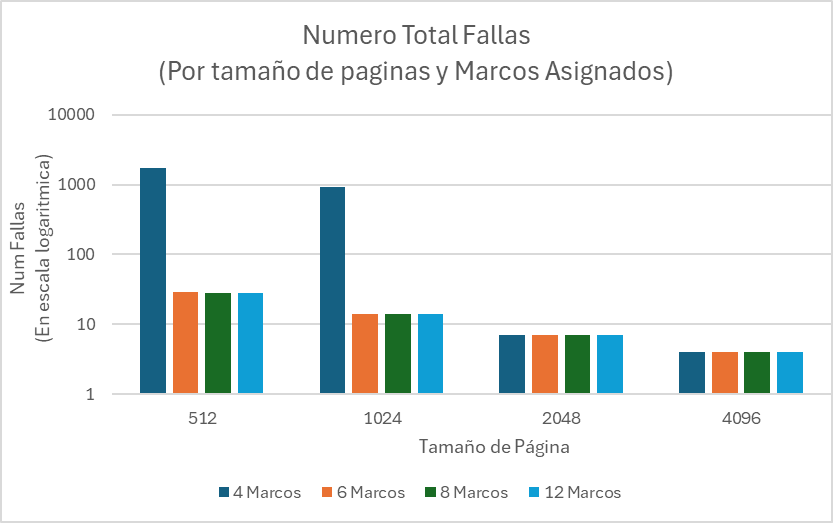 Numero Total Fallas
(Por tamaño de paginas y Marcos Asignados)
10000
1000
100
10
1
Num Fallas
(En escala logaritmica)
512
1024
2048
4096
Tamaño de Página
4 Marcos
6 Marcos
8 Marcos
12 Marcos